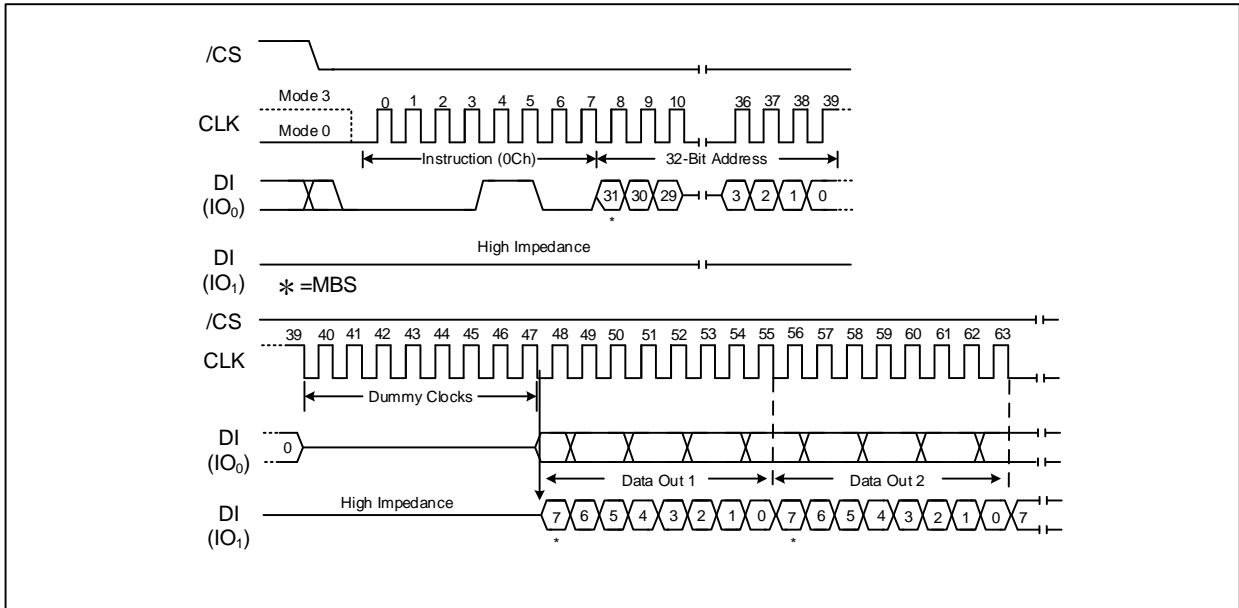 /CS
Mode 3
0 1 2 3 4 5 6 7 8 9 10 36 37 38 39
CLK
Mode 0
Instruction (0Ch) 32-Bit Address
DI
(IO₀)
31 30 29 3 2 1 0
*
High Impedance
DI
(IO₁)
* =MBS
/CS
39 40 41 42 43 44 45 46 47 48 49 50 51 52 53 54 55 56 57 58 59 60 61 62 63
CLK
Dummy Clocks
DI
(IO₀)
0
Data Out 1 Data Out 2
High Impedance
DI
(IO₁)
7 6 5 4 3 2 1 0 7 6 5 4 3 2 1 0 7
* *